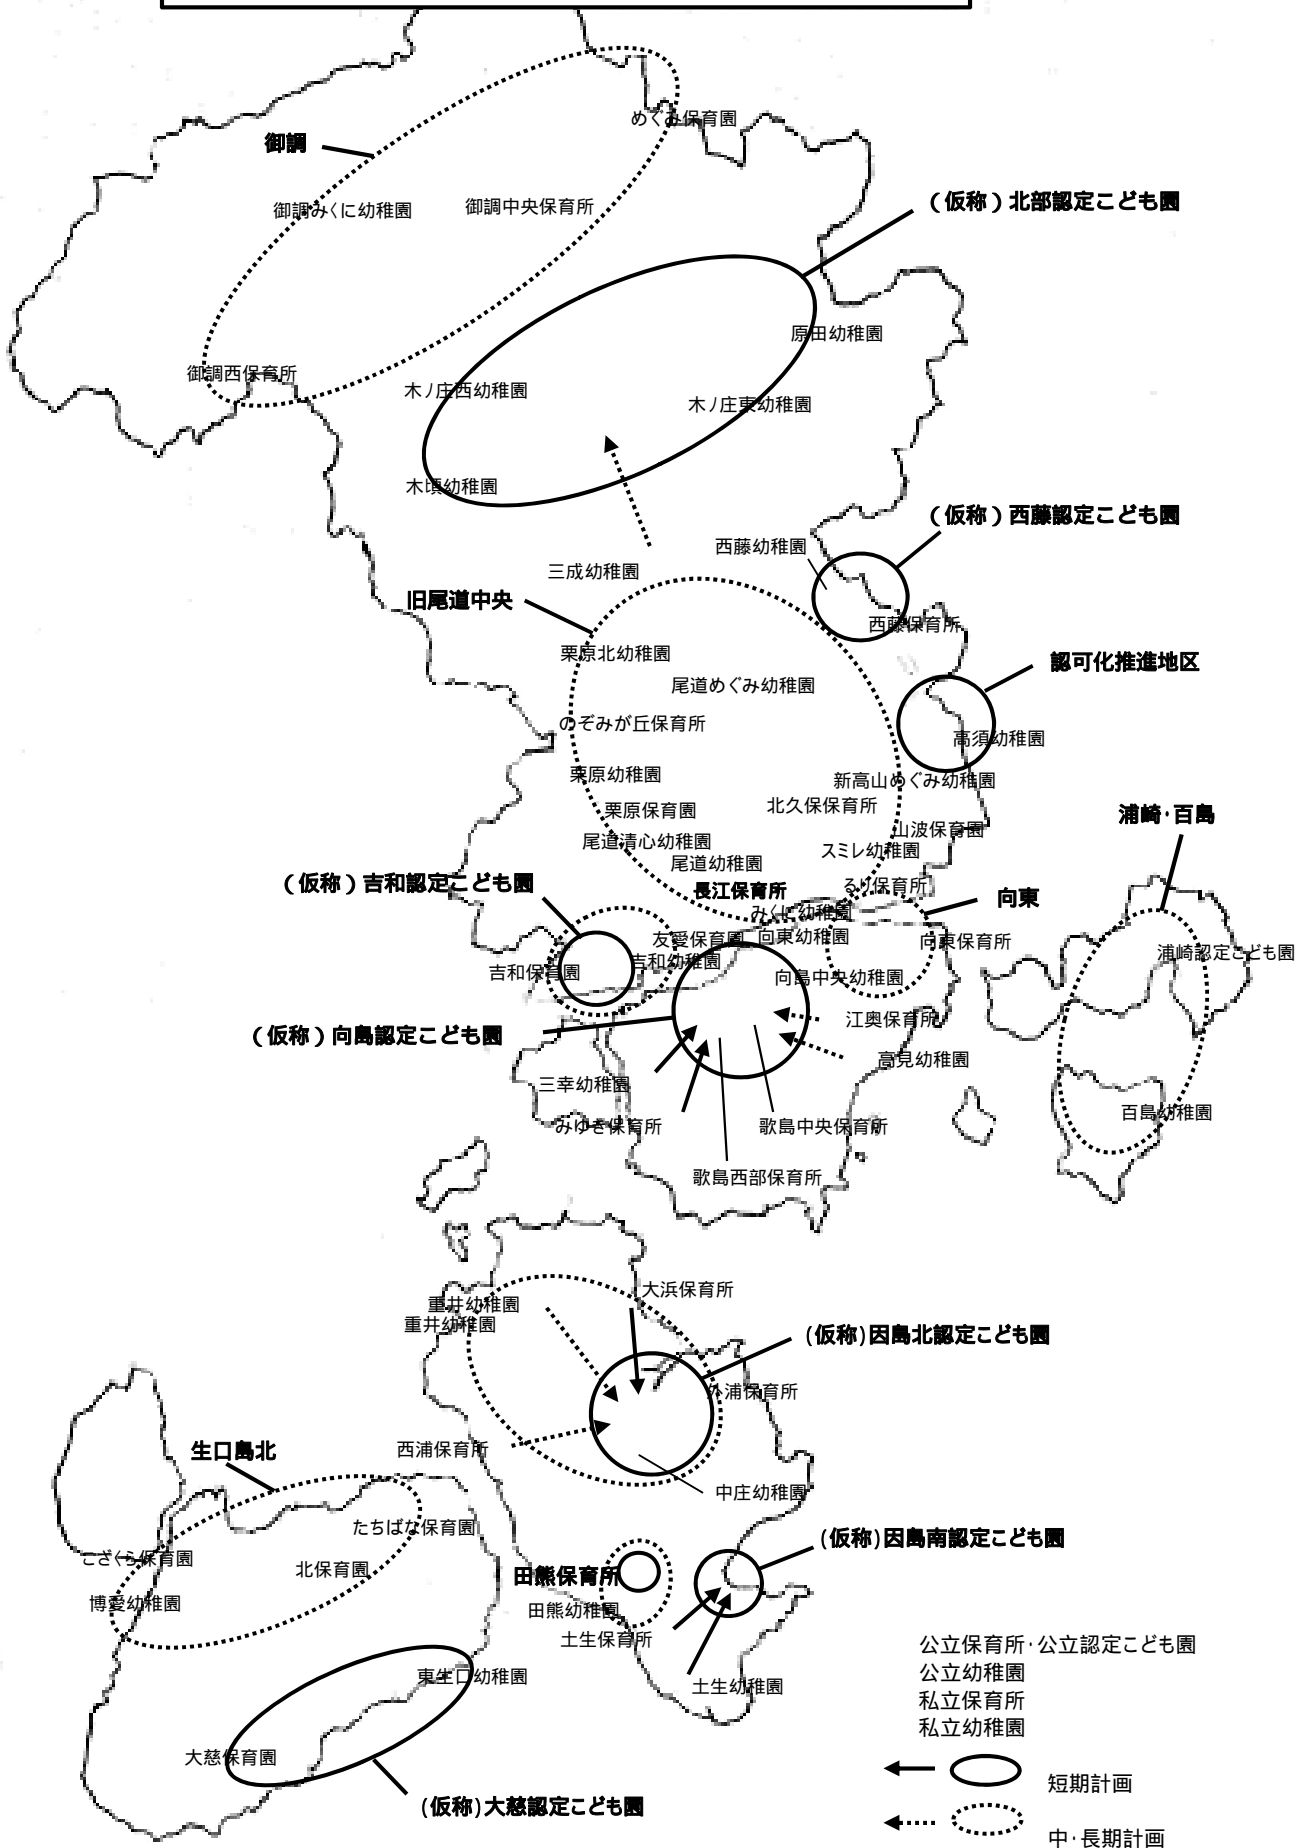 めぐみ保育園
御調
御調みくに幼稚園
御調中央保育所
（仮称）北部認定こども園
原田幼稚園
御調西保育所
木ノ庄西幼稚園
木ノ庄東幼稚園
木頃幼稚園
（仮称）西藤認定こども園
西藤幼稚園
三成幼稚園
旧尾道中央
西藤保育所
栗原北幼稚園
認可化推進地区
尾道めぐみ幼稚園
のぞみが丘保育所
高須幼稚園
栗原幼稚園
新高山めぐみ幼稚園
北久保保育所
栗原保育園
浦崎・百島
山波保育園
尾道清心幼稚園
スミレ幼稚園
尾道幼稚園
（仮称）吉和認定こども園
長江保育所
るり保育所
向東
みくに幼稚園
友愛保育園
向東幼稚園
向東保育所
浦崎認定こども園
吉和幼稚園
吉和保育園
向島中央幼稚園
（仮称）向島認定こども園
江奥保育所
高見幼稚園
三幸幼稚園
百島幼稚園
みゆき保育所
歌島中央保育所
歌島西部保育所
大浜保育所
重井幼稚園
重井幼稚園
(仮称)因島北認定こども園
外浦保育所
生口島北
西浦保育所
中庄幼稚園
たちばな保育園
(仮称)因島南認定こども園
こざくら保育園
北保育園
田熊保育所
博愛幼稚園
田熊幼稚園
土生保育所
東生口幼稚園
土生幼稚園
大慈保育園
(仮称)大慈認定こども園
公立保育所・公立認定こども園
公立幼稚園
私立保育所
私立幼稚園
短期計画
中・長期計画